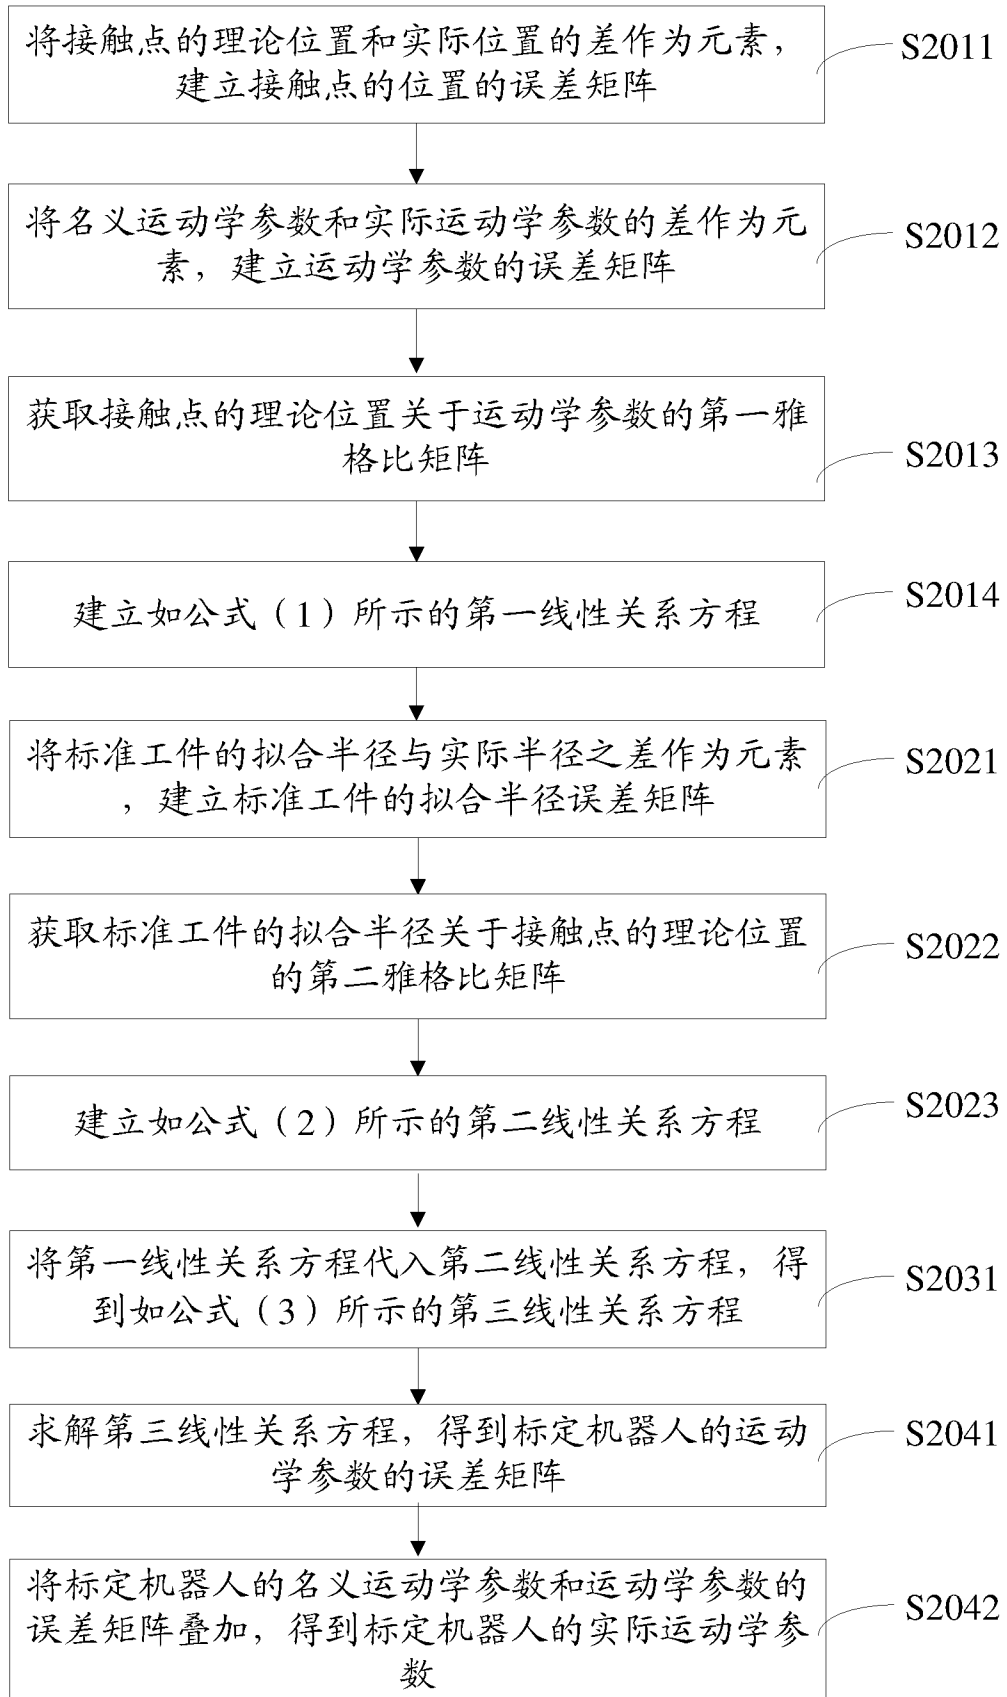 将接触点的理论位置和实际位置的差作为元素，
建立接触点的位置的误差矩阵
S2011
将名义运动学参数和实际运动学参数的差作为元
素，建立运动学参数的误差矩阵
S2012
获取接触点的理论位置关于运动学参数的第一雅
格比矩阵
S2013
建立如公式（1）所示的第一线性关系方程
S2014
将标准工件的拟合半径与实际半径之差作为元素
，建立标准工件的拟合半径误差矩阵
S2021
获取标准工件的拟合半径关于接触点的理论位置
的第二雅格比矩阵
S2022
建立如公式（2）所示的第二线性关系方程
S2023
将第一线性关系方程代入第二线性关系方程，得
到如公式（3）所示的第三线性关系方程
S2031
求解第三线性关系方程，得到标定机器人的运动
学参数的误差矩阵
S2041
将标定机器人的名义运动学参数和运动学参数的
误差矩阵叠加，得到标定机器人的实际运动学参
数
S2042